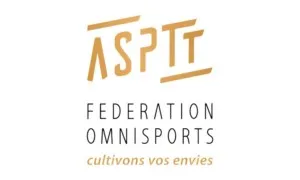 ASPTT
FEDERATION
OMNISPORTS
cultivons vos envies